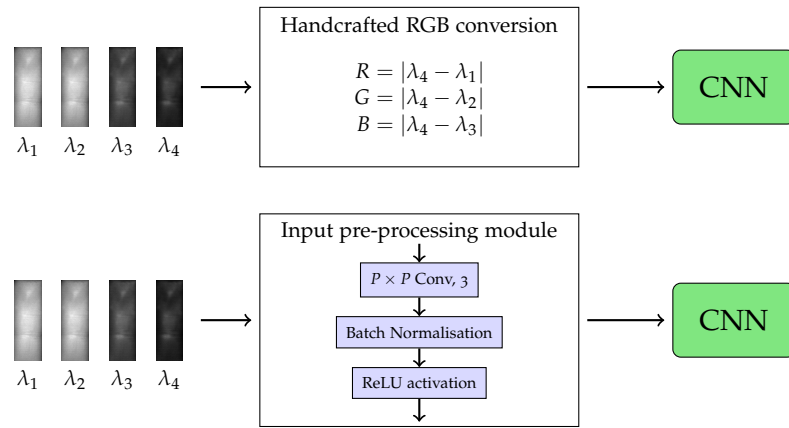 Handcrafted RGB conversion
R = |λ₄ − λ₁|
G = |λ₄ − λ₂|
B = |λ₄ − λ₃|
CNN
λ₁ λ₂ λ₃ λ₄
Input pre-processing module
P × P Conv, 3
Batch Normalisation
ReLU activation
CNN
λ₁ λ₂ λ₃ λ₄